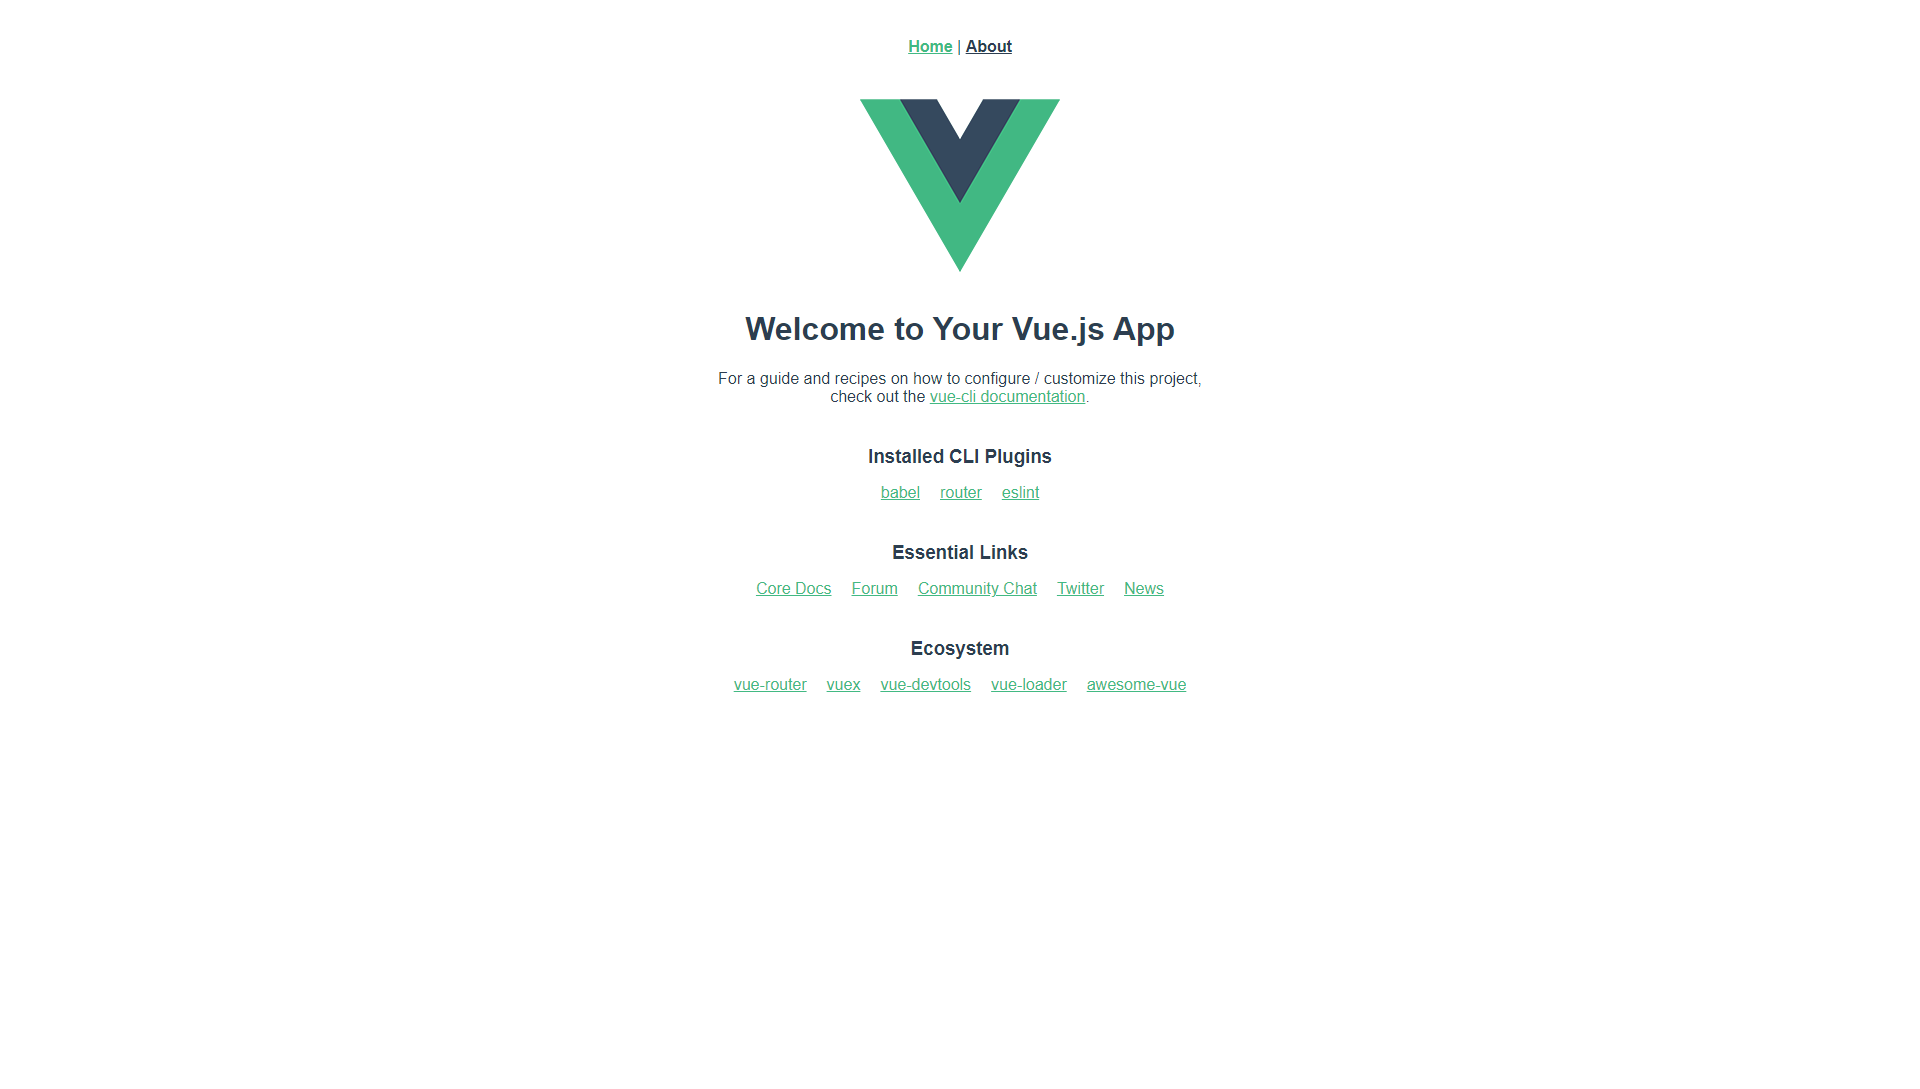 Home | About
Welcome to Your Vue.js App
For a guide and recipes on how to configure / customize this project,
check out the vue-cli documentation.
Installed CLI Plugins
babel router eslint
Essential Links
Core Docs Forum Community Chat Twitter News
Ecosystem
vue-router vuex vue-devtools vue-loader awesome-vue